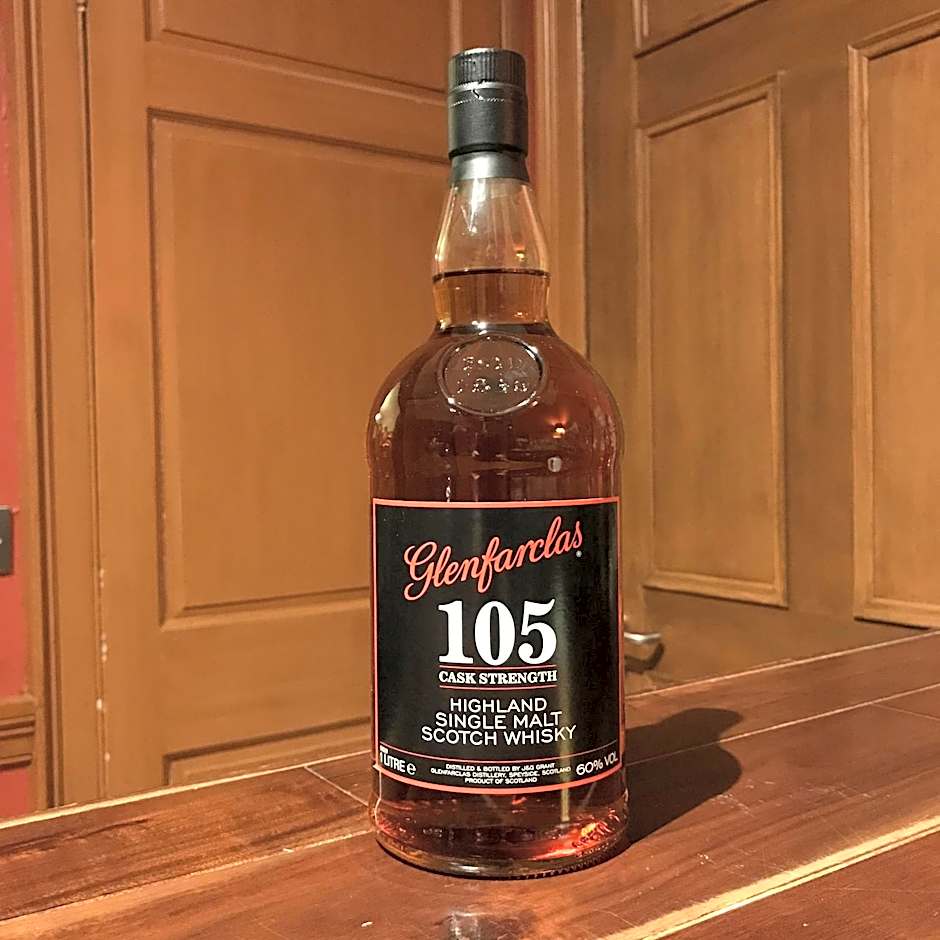 Glenfarclas®
105
CASK STRENGTH
HIGHLAND
SINGLE MALT
SCOTCH WHISKY
1 LITRE e
DISTILLED & BOTTLED BY J&G GRANT
GLENFARCLAS DISTILLERY, SPEYSIDE, SCOTLAND
PRODUCT OF SCOTLAND
60% VOL